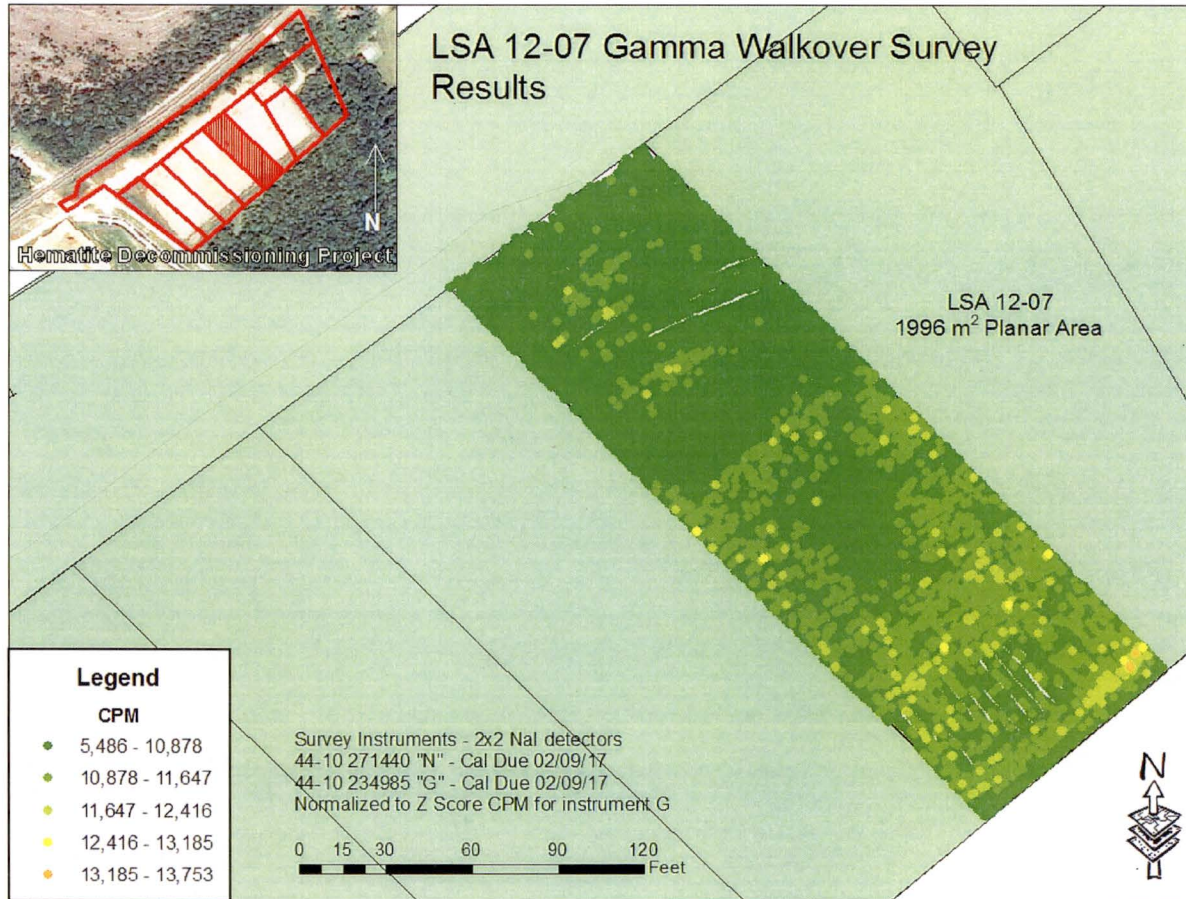 LSA 12-07 Gamma Walkover Survey
Results
N
Hematite Decommissioning Project
LSA 12-07
1996 m² Planar Area
Legend
CPM
5,486 - 10,878
10,878 - 11,647
11,647 - 12,416
12,416 - 13,185
13,185 - 13,753
Survey Instruments - 2x2 NaI detectors
44-10 271440 "N" - Cal Due 02/09/17
44-10 234985 "G" - Cal Due 02/09/17
Normalized to Z Score CPM for instrument G
0 15 30 60 90 120
Feet
N